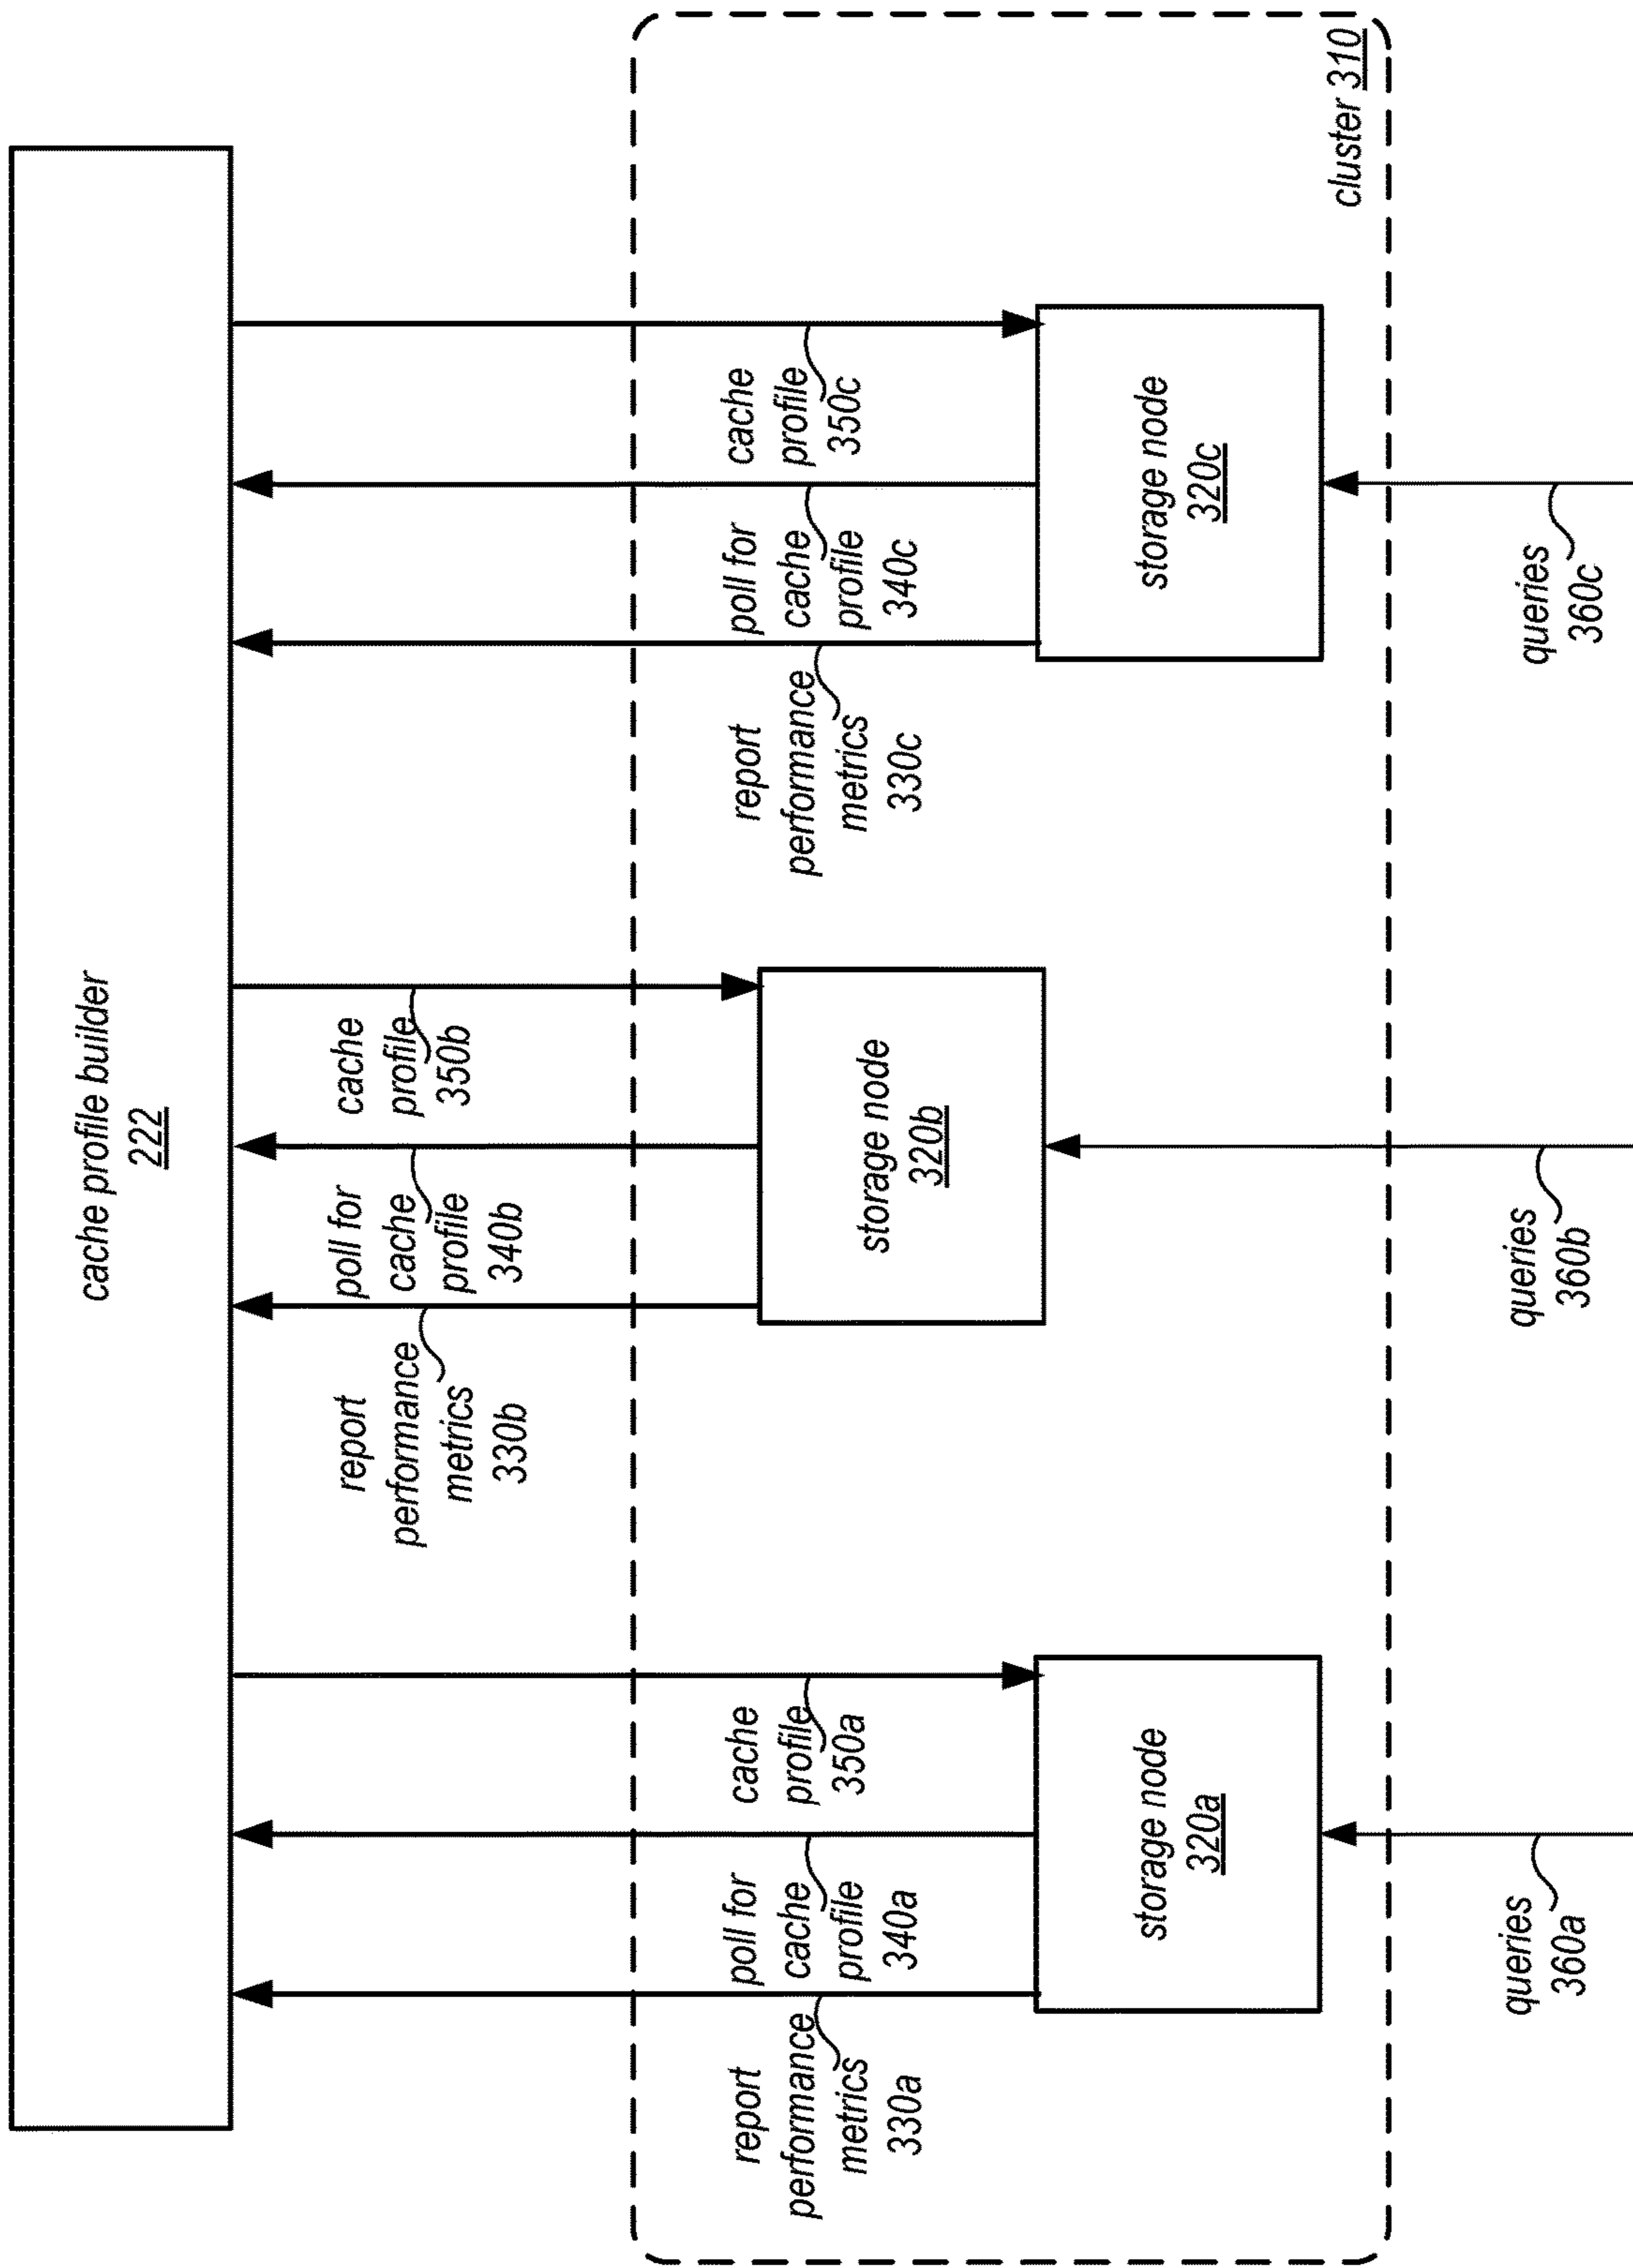 cache profile builder
222
report
performance
metrics
330a
poll for
cache
profile
340a
cache
profile
350a
report
performance
metrics
330b
poll for
cache
profile
340b
cache
profile
350b
report
performance
metrics
330c
poll for
cache
profile
340c
cache
profile
350c
storage node
320a
storage node
320b
storage node
320c
cluster 310
queries
360a
queries
360b
queries
360c